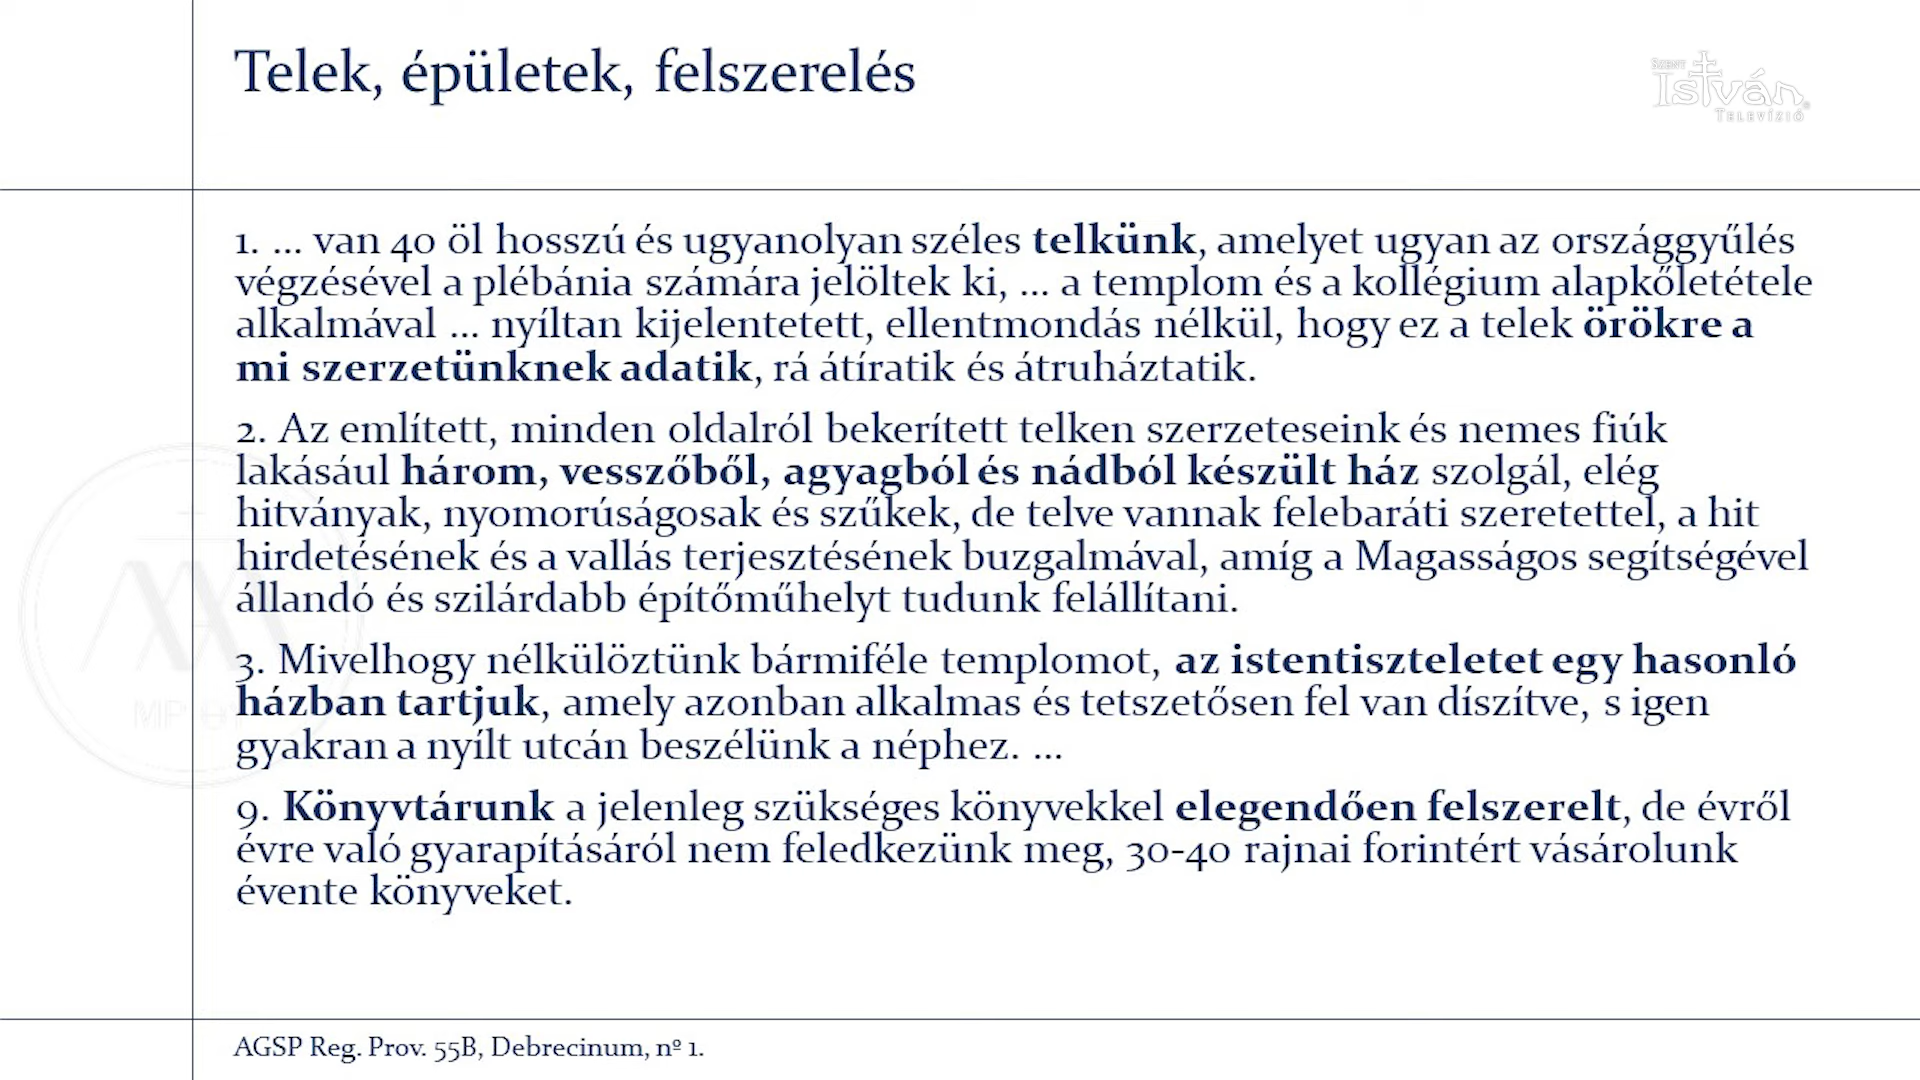 Telek, épületek, felszerelés
SZENT
István
TELEVÍZIÓ
1. ... van 40 öl hosszú és ugyanolyan széles telkünk, amelyet ugyan az országgyűlés
végzésével a plébánia számára jelöltek ki, ... a templom és a kollégium alapkőletétele
alkalmával ... nyíltan kijelentetett, ellentmondás nélkül, hogy ez a telek örökre a
mi szerzetünknek adatik, rá átíratik és átruháztatik.
2. Az említett, minden oldalról bekerített telken szerzeteseink és nemes fiúk
lakásául három, vesszőből, agyagból és nádból készült ház szolgál, elég
hitványak, nyomorúságosak és szűkek, de telve vannak felebaráti szeretettel, a hit
hirdetésének és a vallás terjesztésének buzgalmával, amíg a Magasságos segítségével
állandó és szilárdabb építőműhelyt tudunk felállítani.
3. Mivelhogy nélkülöztünk bármiféle templomot, az istentiszteletet egy hasonló
házban tartjuk, amely azonban alkalmas és tetszetősen fel van díszítve, s igen
gyakran a nyílt utcán beszélünk a néphez. ...
9. Könyvtárunk a jelenleg szükséges könyvekkel elegendően felszerelt, de évről
évre való gyarapításáról nem feledkezünk meg, 30-40 rajnai forintért vásárolunk
évente könyveket.
AGSP Reg. Prov. 55B, Debrecinum, nº 1.